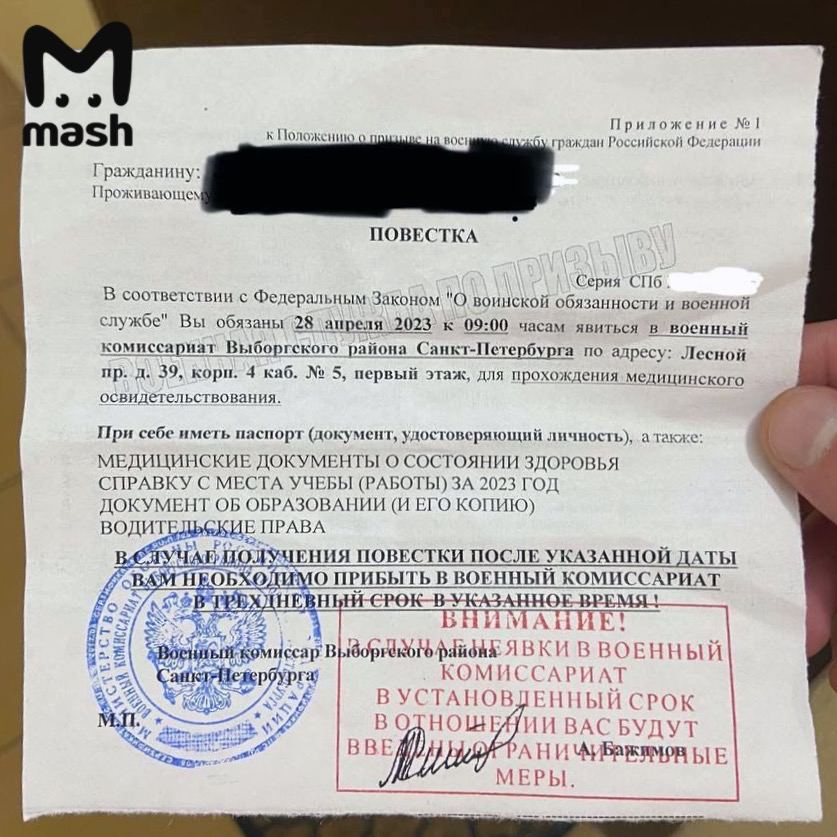 mash
Приложение № 1
к Положению о призыве на военную службу граждан Российской Федерации
Гражданину:
Проживающему
ПОВЕСТКА
ВОЕННАЯ СЛУЖБА ПО ПРИЗЫВУ
Серия СПб
В соответствии с Федеральным Законом "О воинской обязанности и военной
службе" Вы обязаны 28 апреля 2023 к 09:00 часам явиться в военный
комиссариат Выборгского района Санкт-Петербурга по адресу: Лесной
пр. д. 39, корп. 4 каб. № 5, первый этаж, для прохождения медицинского
освидетельствования.
При себе иметь паспорт (документ, удостоверяющий личность), а также:
МЕДИЦИНСКИЕ ДОКУМЕНТЫ О СОСТОЯНИИ ЗДОРОВЬЯ
СПРАВКУ С МЕСТА УЧЕБЫ (РАБОТЫ) ЗА 2023 ГОД
ДОКУМЕНТ ОБ ОБРАЗОВАНИИ (И ЕГО КОПИЮ)
ВОДИТЕЛЬСКИЕ ПРАВА
В СЛУЧАЕ ПОЛУЧЕНИЯ ПОВЕСТКИ ПОСЛЕ УКАЗАННОЙ ДАТЫ
ВАМ НЕОБХОДИМО ПРИБЫТЬ В ВОЕННЫЙ КОМИССАРИАТ
В ТРЕХДНЕВНЫЙ СРОК В УКАЗАННОЕ ВРЕМЯ !
Военный комиссар Выборгского района
Санкт-Петербурга
М.П.
А. Бажимов
ВНИМАНИЕ!
В СЛУЧАЕ НЕЯВКИ В ВОЕННЫЙ
КОМИССАРИАТ
В УСТАНОВЛЕННЫЙ СРОК
В ОТНОШЕНИИ ВАС БУДУТ
ВВЕДЕНЫ ОГРАНИЧИТЕЛЬНЫЕ
МЕРЫ.